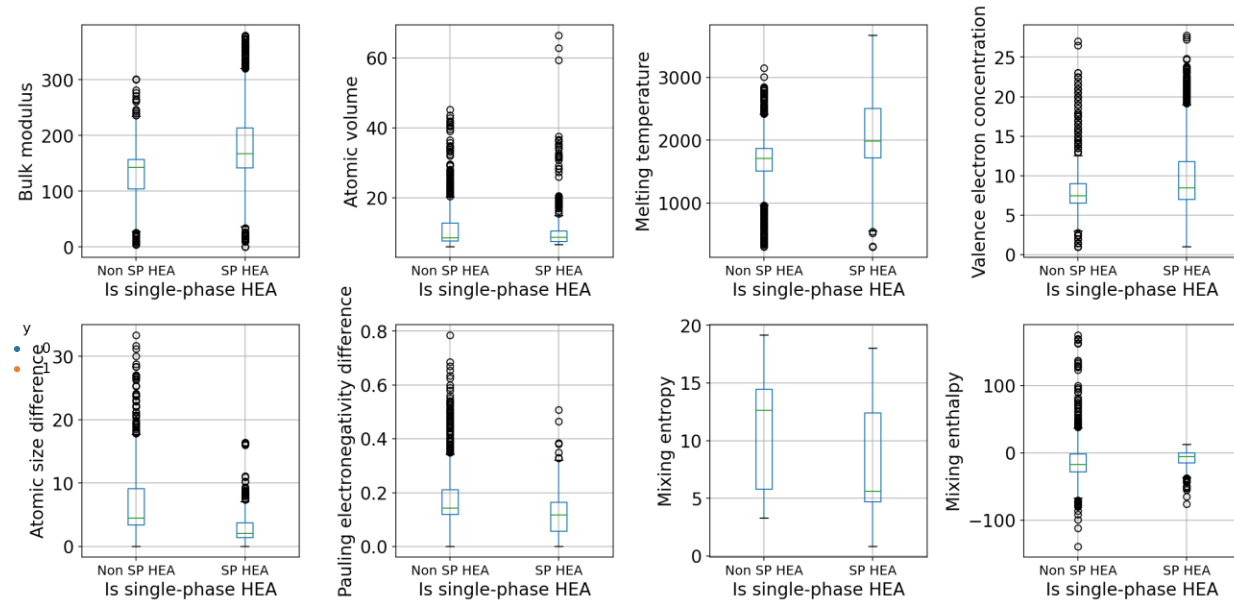 Bulk modulus
300
200
100
0
Non SP HEA
SP HEA
Is single-phase HEA
Atomic volume
60
40
20
Non SP HEA
SP HEA
Is single-phase HEA
Melting temperature
3000
2000
1000
Non SP HEA
SP HEA
Is single-phase HEA
Valence electron concentration
25
20
15
10
5
0
Non SP HEA
SP HEA
Is single-phase HEA
y
0
1
Atomic size difference
30
20
10
0
Non SP HEA
SP HEA
Is single-phase HEA
Pauling electronegativity difference
0.8
0.6
0.4
0.2
0.0
Non SP HEA
SP HEA
Is single-phase HEA
Mixing entropy
20
15
10
5
0
Non SP HEA
SP HEA
Is single-phase HEA
Mixing enthalpy
100
0
−100
Non SP HEA
SP HEA
Is single-phase HEA